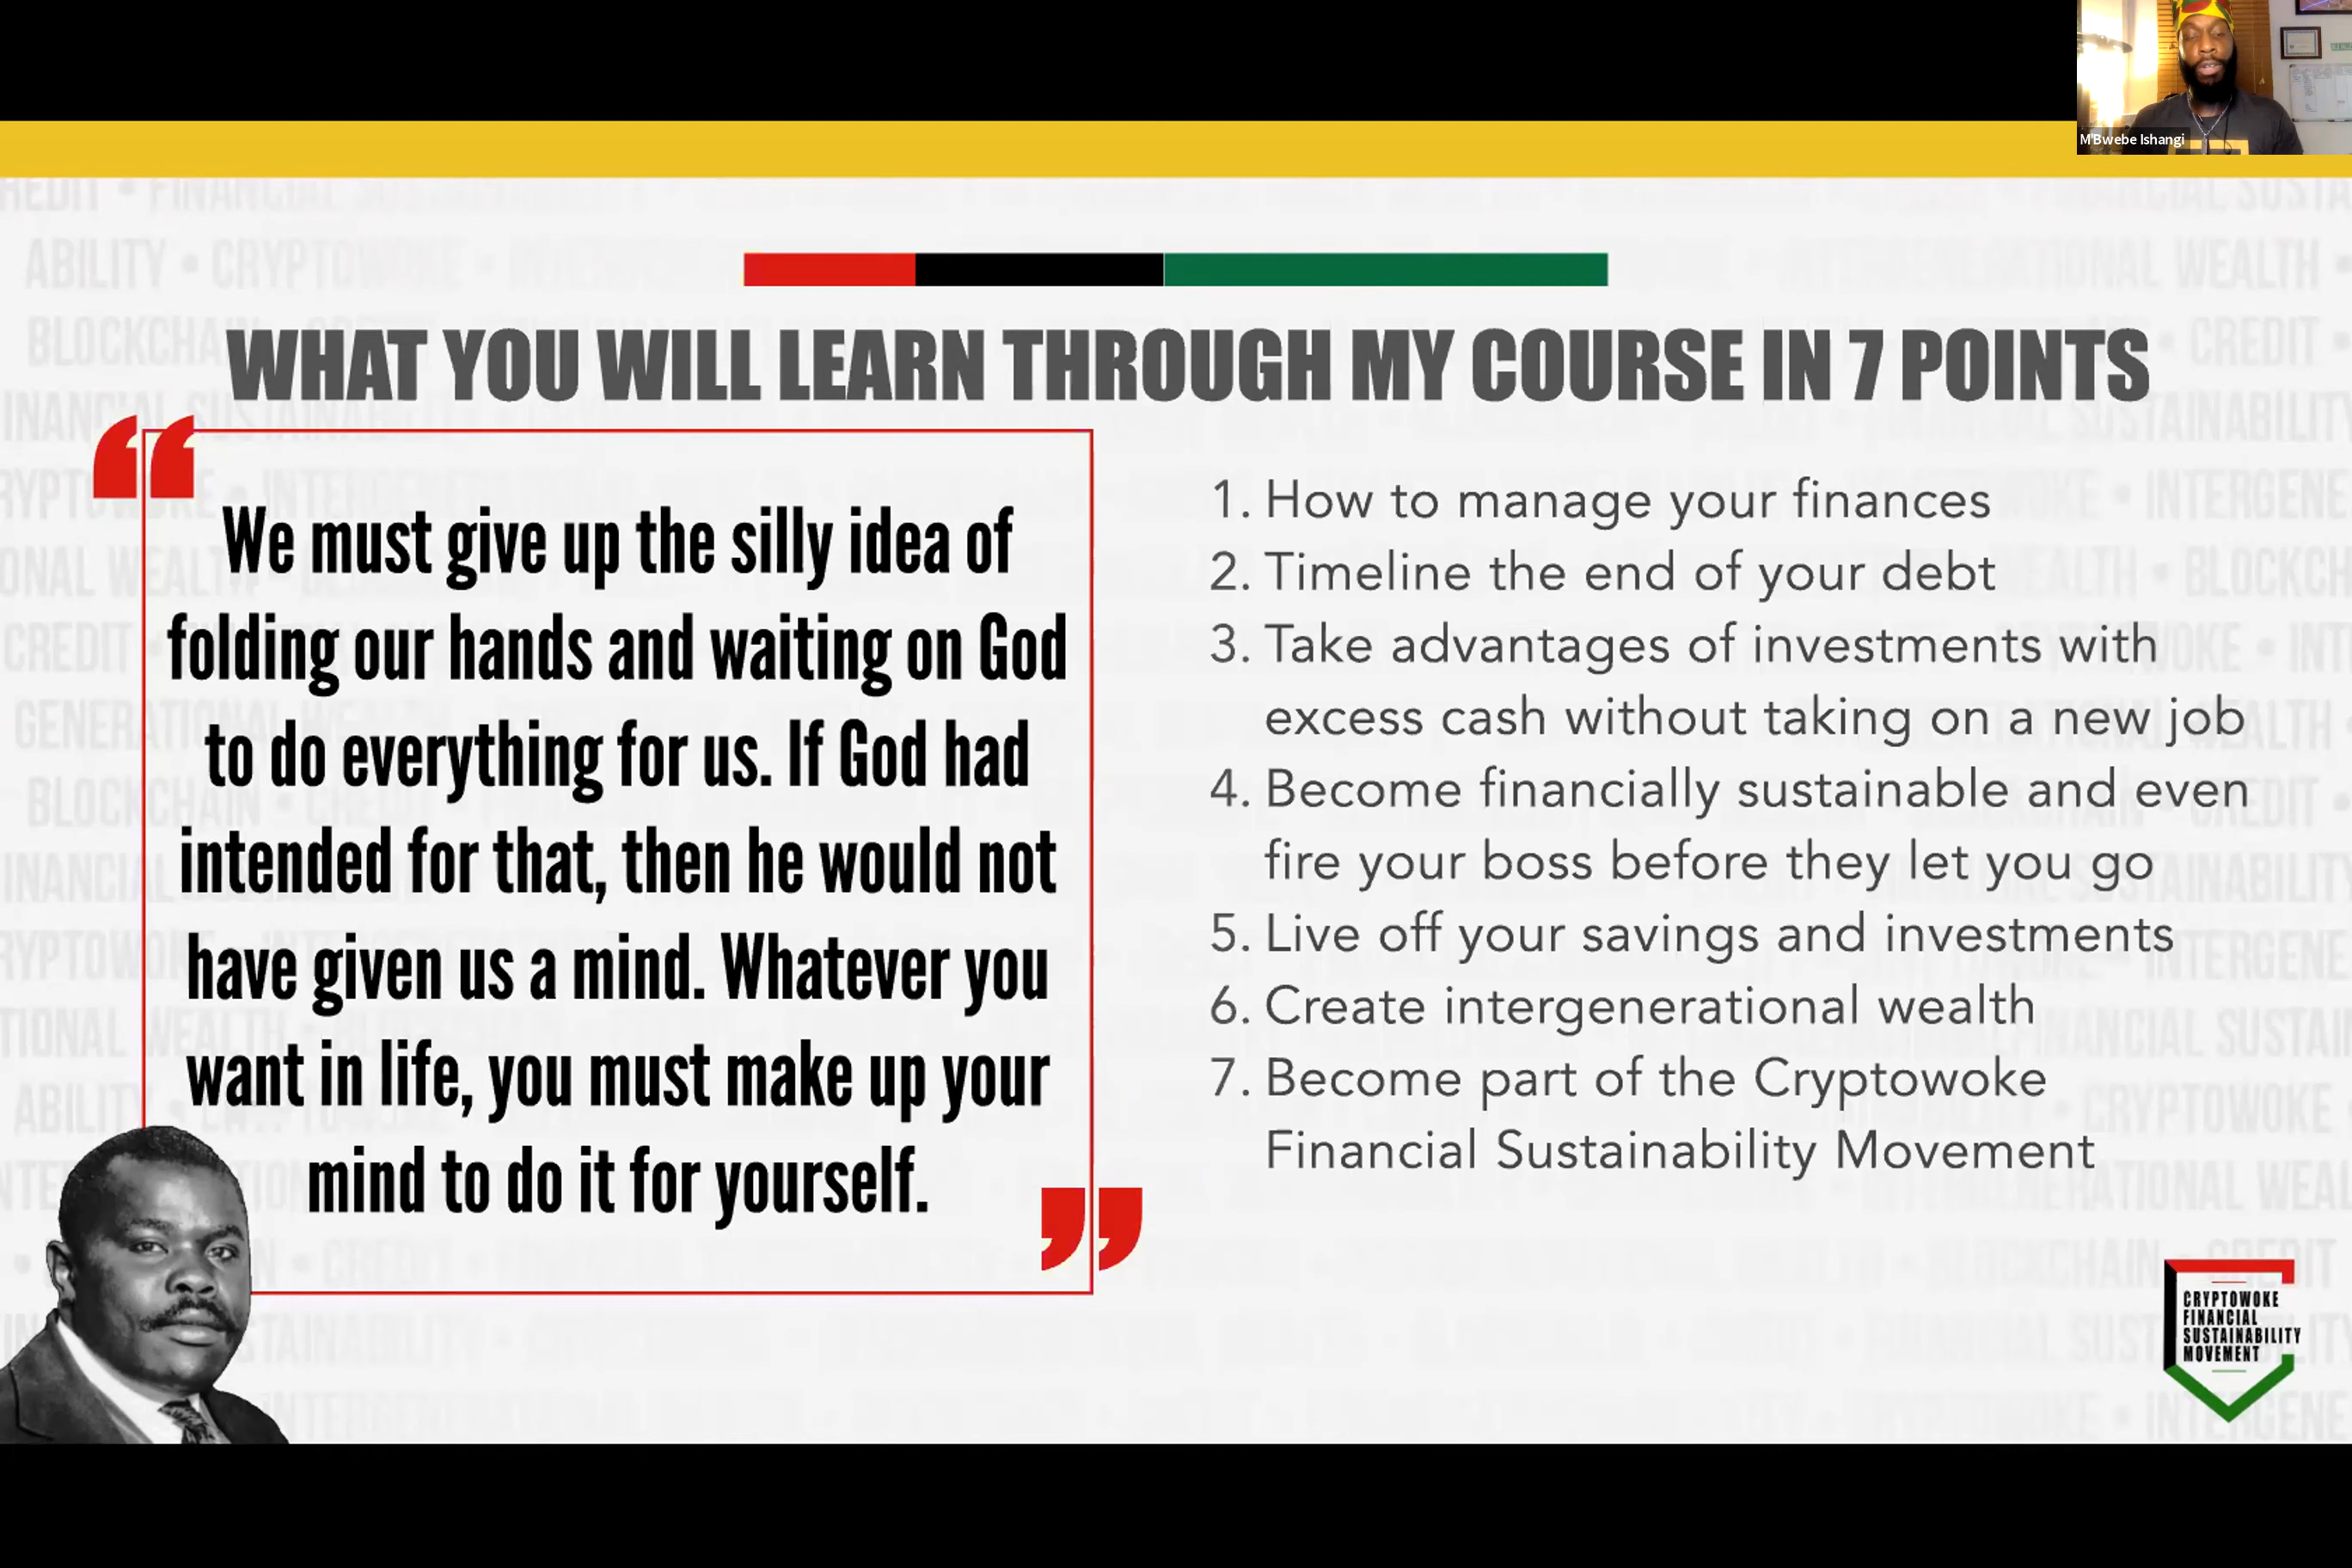 M'Bwebe Ishangi
WHAT YOU WILL LEARN THROUGH MY COURSE IN 7 POINTS
“
We must give up the silly idea of
folding our hands and waiting on God
to do everything for us. If God had
intended for that, then he would not
have given us a mind. Whatever you
want in life, you must make up your
mind to do it for yourself.
”
1. How to manage your finances
2. Timeline the end of your debt
3. Take advantages of investments with
excess cash without taking on a new job
4. Become financially sustainable and even
fire your boss before they let you go
5. Live off your savings and investments
6. Create intergenerational wealth
7. Become part of the Cryptowoke
Financial Sustainability Movement
CRYPTOWOKE
FINANCIAL
SUSTAINABILITY
MOVEMENT